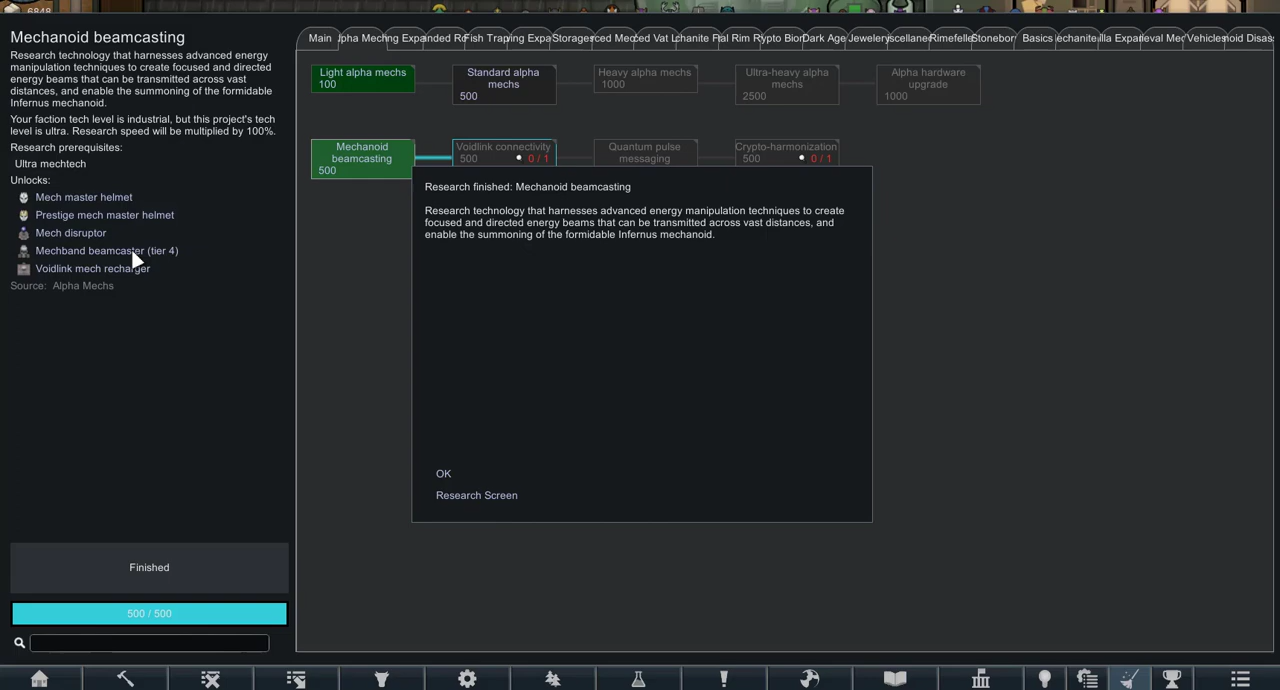 6848
Mechanoid beamcasting
Research technology that harnesses advanced energy
manipulation techniques to create focused and directed
energy beams that can be transmitted across vast
distances, and enable the summoning of the formidable
Infernus mechanoid.
Your faction tech level is industrial, but this project's tech
level is ultra. Research speed will be multiplied by 100%.
Research prerequisites:
Ultra mechtech
Unlocks:
Mech master helmet
Prestige mech master helmet
Mech disruptor
Mechband beamcaster (tier 4)
Voidlink mech recharger
Source: Alpha Mechs
Finished
500 / 500
Main
Basics
Vehicles
Light alpha mechs
100
Standard alpha
mechs
500
Heavy alpha mechs
1000
Ultra-heavy alpha
mechs
2500
Alpha hardware
upgrade
1000
Mechanoid
beamcasting
500
Voidlink connectivity
500 0 / 1
Quantum pulse
messaging
Crypto-harmonization
500 0 / 1
Research finished: Mechanoid beamcasting
Research technology that harnesses advanced energy manipulation techniques to create
focused and directed energy beams that can be transmitted across vast distances, and
enable the summoning of the formidable Infernus mechanoid.
OK
Research Screen